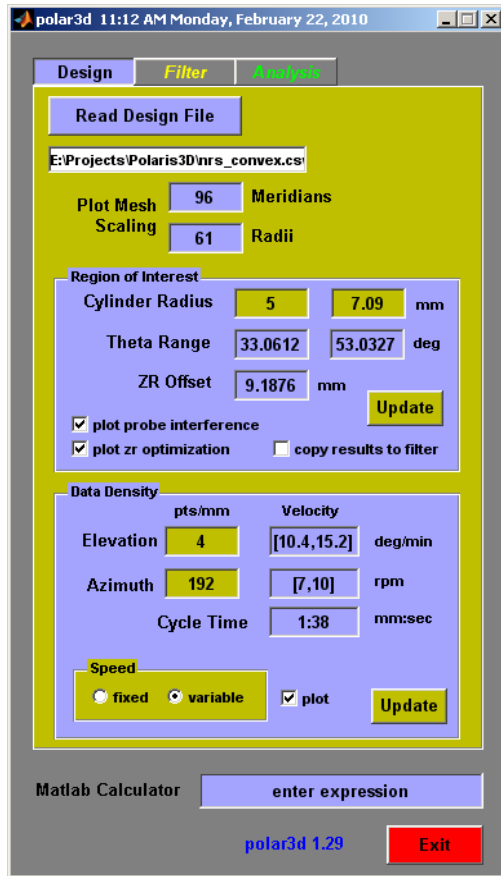 polar3d 11:12 AM Monday, February 22, 2010
Design Filter Analysis
Read Design File
E:\Projects\Polaris3D\nrs_convex.csv
Plot Mesh Scaling
96 Meridians
61 Radii
Region of Interest
Cylinder Radius 5 7.09 mm
Theta Range 33.0612 53.0327 deg
ZR Offset 9.1876 mm
Update
plot probe interference
plot zr optimization copy results to filter
Data Density
pts/mm Velocity
Elevation 4 [10.4,15.2] deg/min
Azimuth 192 [7,10] rpm
Cycle Time 1:38 mm:sec
Speed
fixed variable plot Update
Matlab Calculator enter expression
polar3d 1.29 Exit